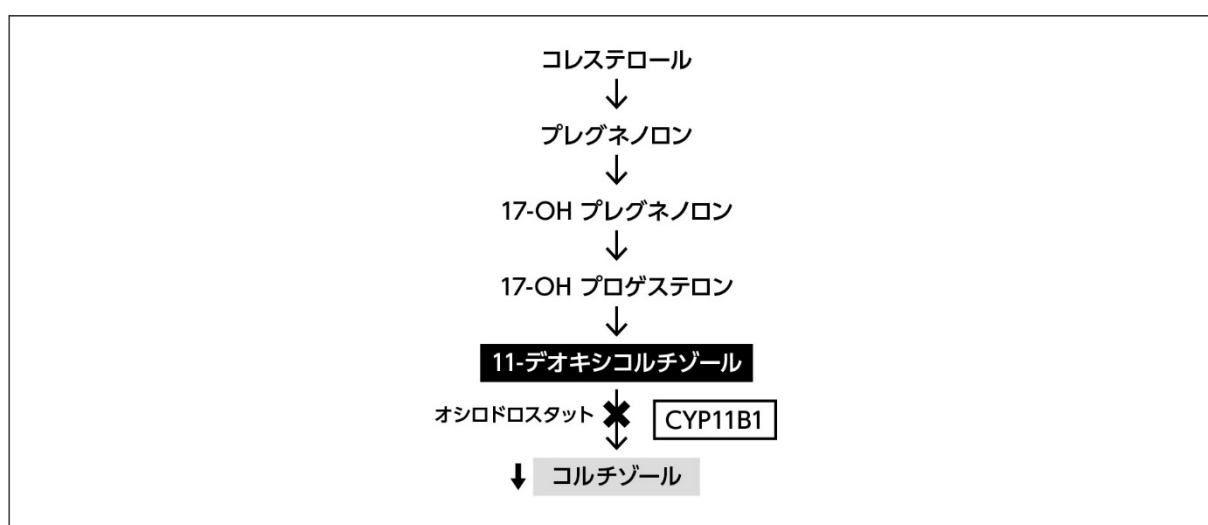 コレステロール
↓
プレグネノロン
↓
17-OH プレグネノロン
↓
17-OH プロゲステロン
↓
11-デオキシコルチゾール
オシロドロスタット ✖ CYP11B1
↓ コルチゾール